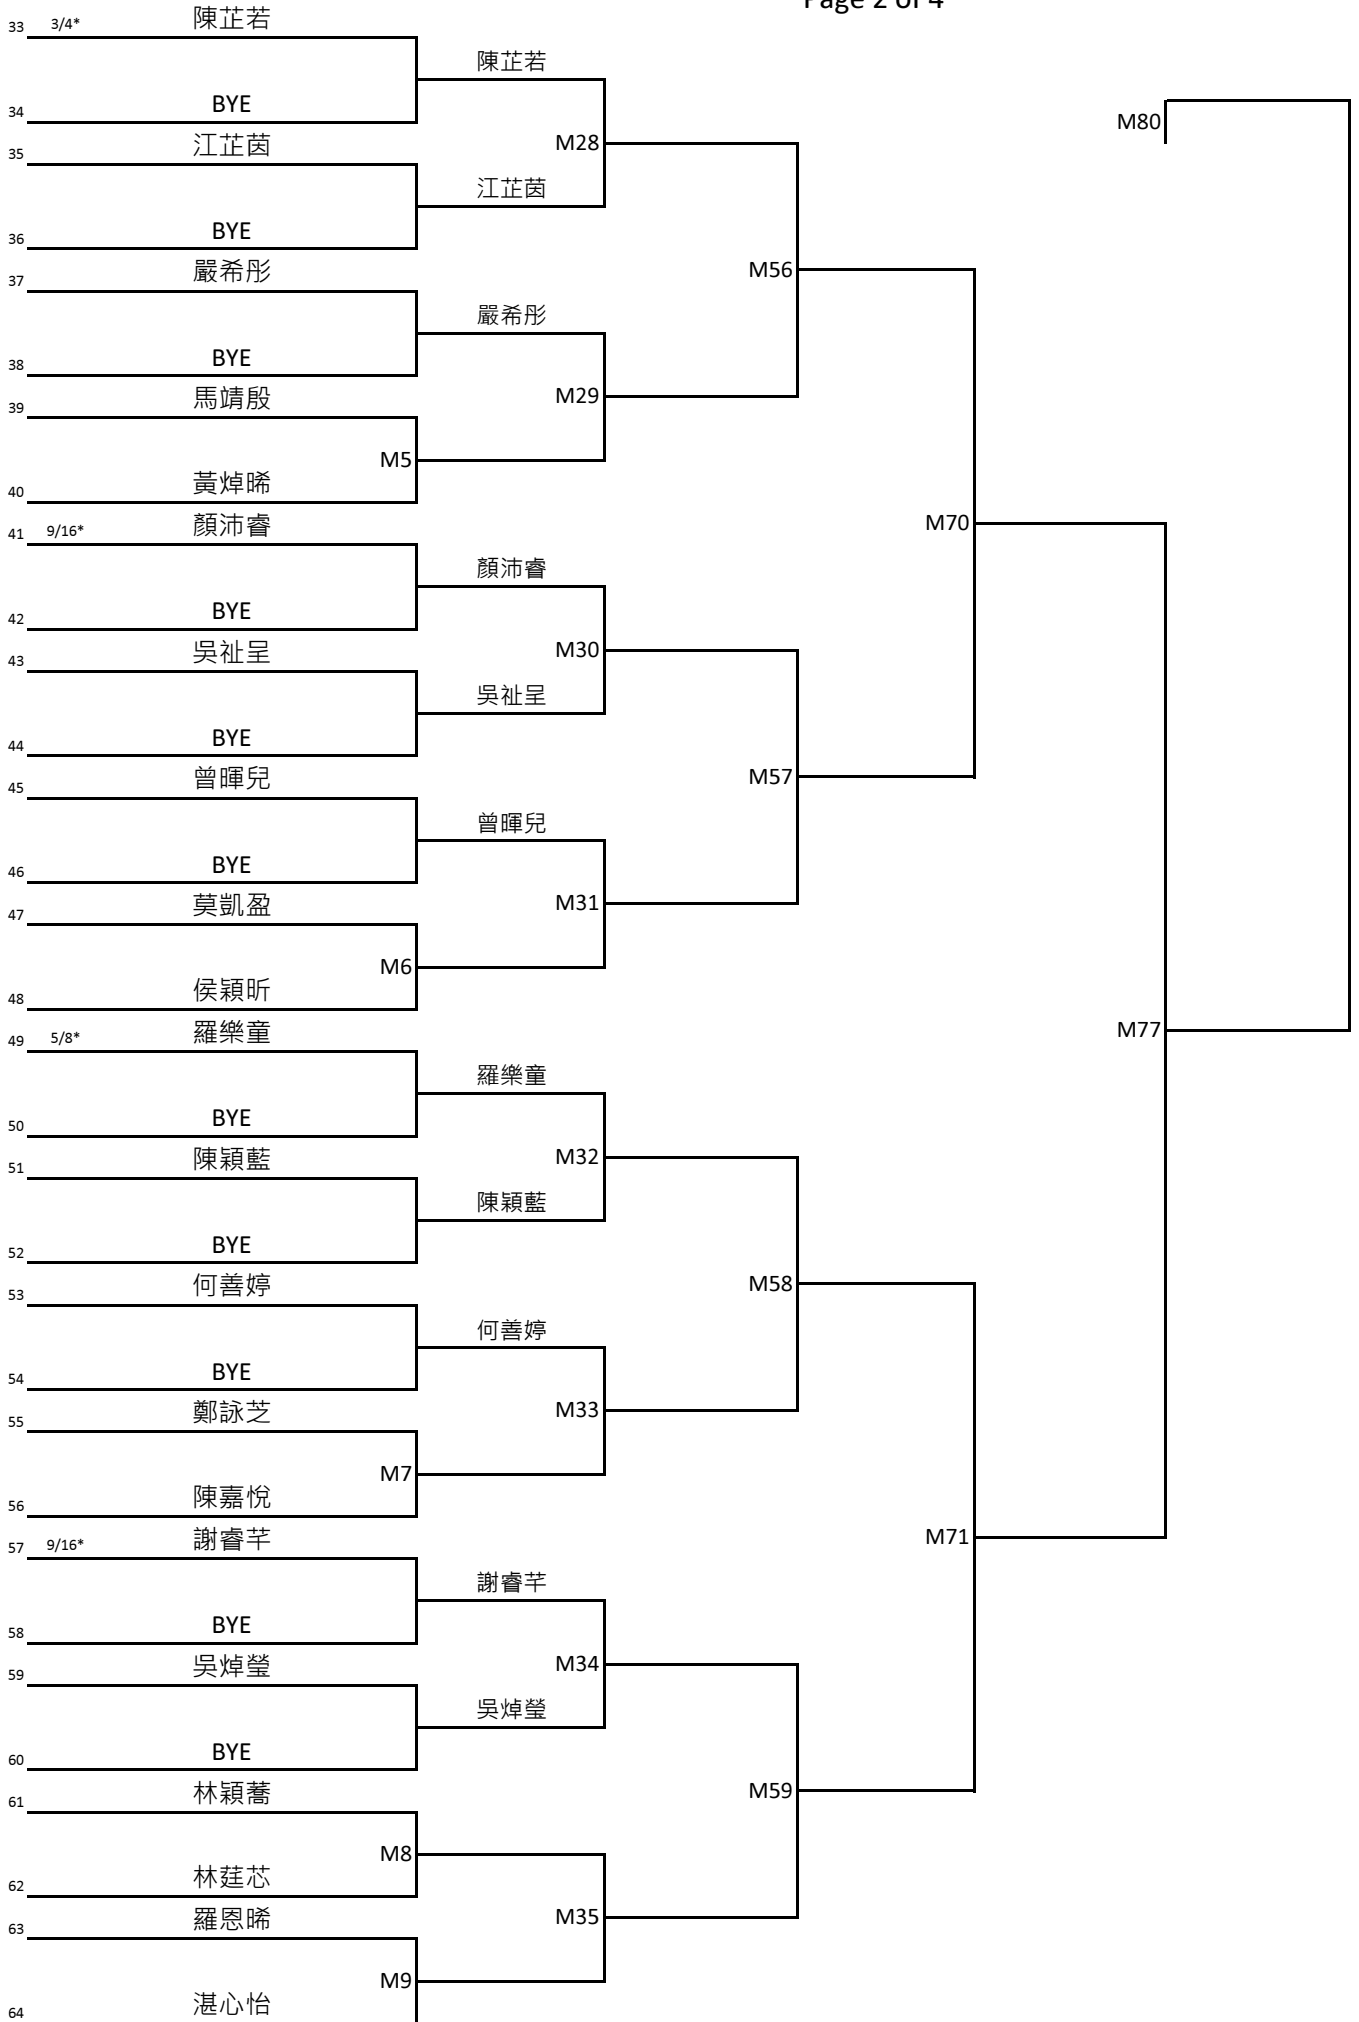 Page 2 of 4
33 3/4* 陳芷若
陳芷若
34 BYE
M80
35 江芷茵
M28
江芷茵
36 BYE
37 嚴希彤
M56
嚴希彤
38 BYE
39 馬靖殷
M29
M5
40 黃焯晞
41 9/16* 顏沛睿
M70
顏沛睿
42 BYE
43 吳祉呈
M30
吳祉呈
44 BYE
45 曾暉兒
M57
曾暉兒
46 BYE
47 莫凱盈
M31
M6
48 侯穎昕
49 5/8* 羅樂童
M77
羅樂童
50 BYE
51 陳穎藍
M32
陳穎藍
52 BYE
53 何善婷
M58
何善婷
54 BYE
55 鄭詠芝
M33
M7
56 陳嘉悅
57 9/16* 謝睿芊
M71
謝睿芊
58 BYE
59 吳焯瑩
M34
吳焯瑩
60 BYE
61 林穎蕎
M59
M8
62 林莛芯
63 羅恩晞
M35
M9
64 湛心怡